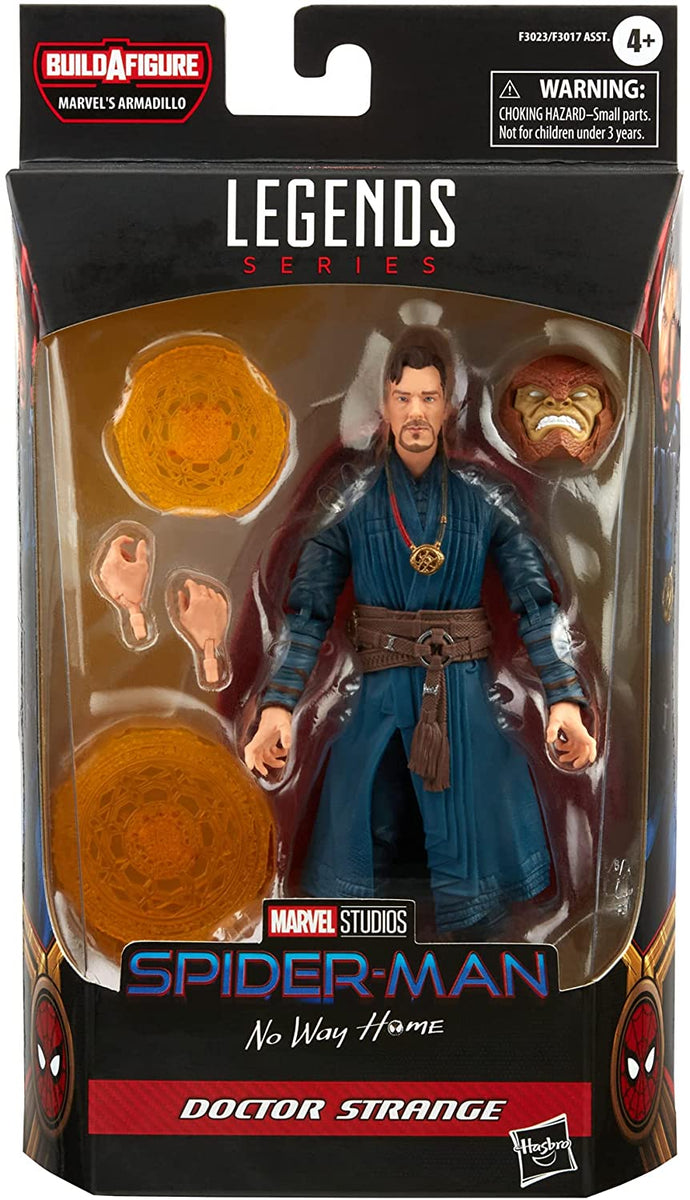 BUILDAFIGURE
MARVEL'S ARMADILLO
F3023/F3017 ASST.
4+
WARNING:
CHOKING HAZARD–Small parts.
Not for children under 3 years.
LEGENDS
SERIES
MARVEL STUDIOS
SPIDER-MAN
No Way Home
DOCTOR STRANGE
Hasbro